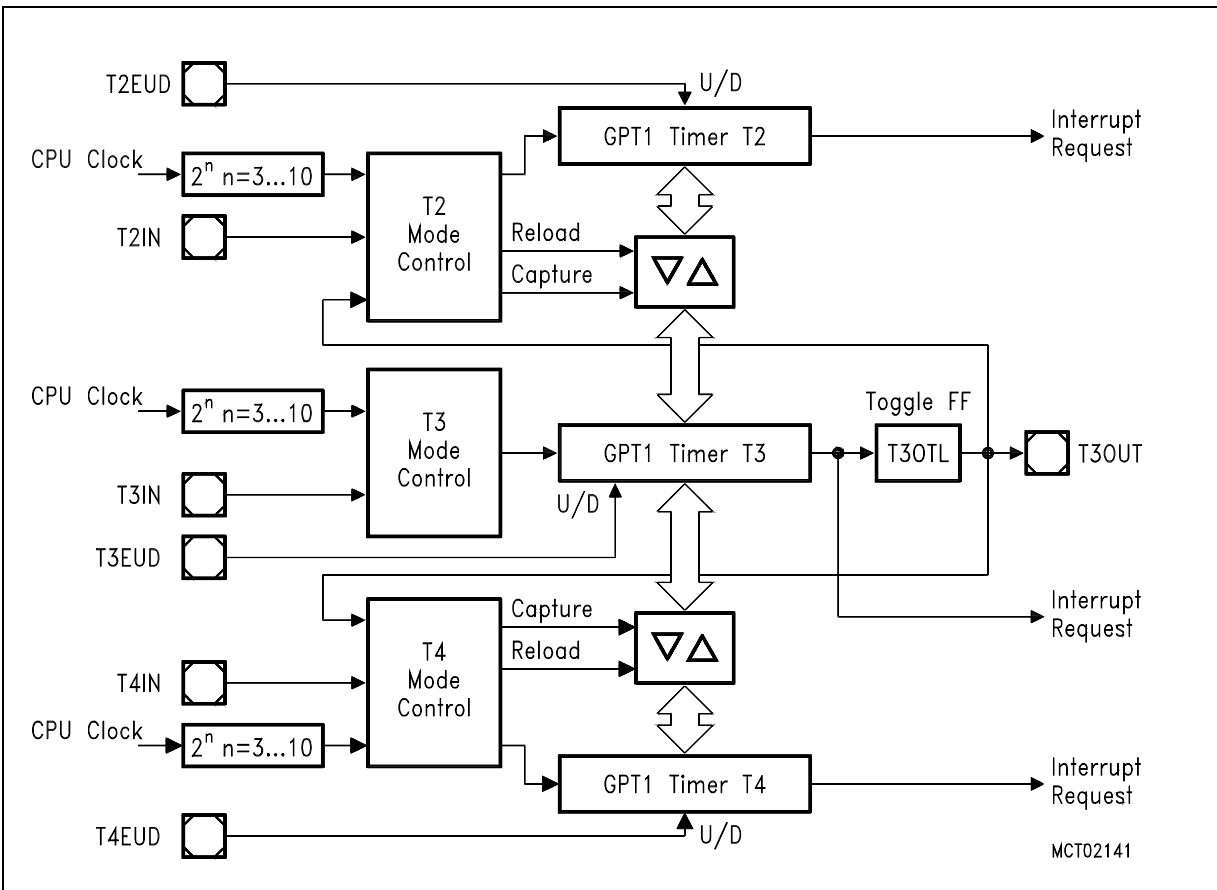 T2EUD
U/D
GPT1 Timer T2
Interrupt
Request
CPU Clock
2ⁿ n=3...10
T2IN
T2
Mode
Control
Reload
Capture
CPU Clock
2ⁿ n=3...10
T3
Mode
Control
GPT1 Timer T3
Toggle FF
T3OTL
T3OUT
T3IN
U/D
T3EUD
Interrupt
Request
Capture
Reload
T4
Mode
Control
T4IN
CPU Clock
2ⁿ n=3...10
GPT1 Timer T4
Interrupt
Request
T4EUD
U/D
MCT02141